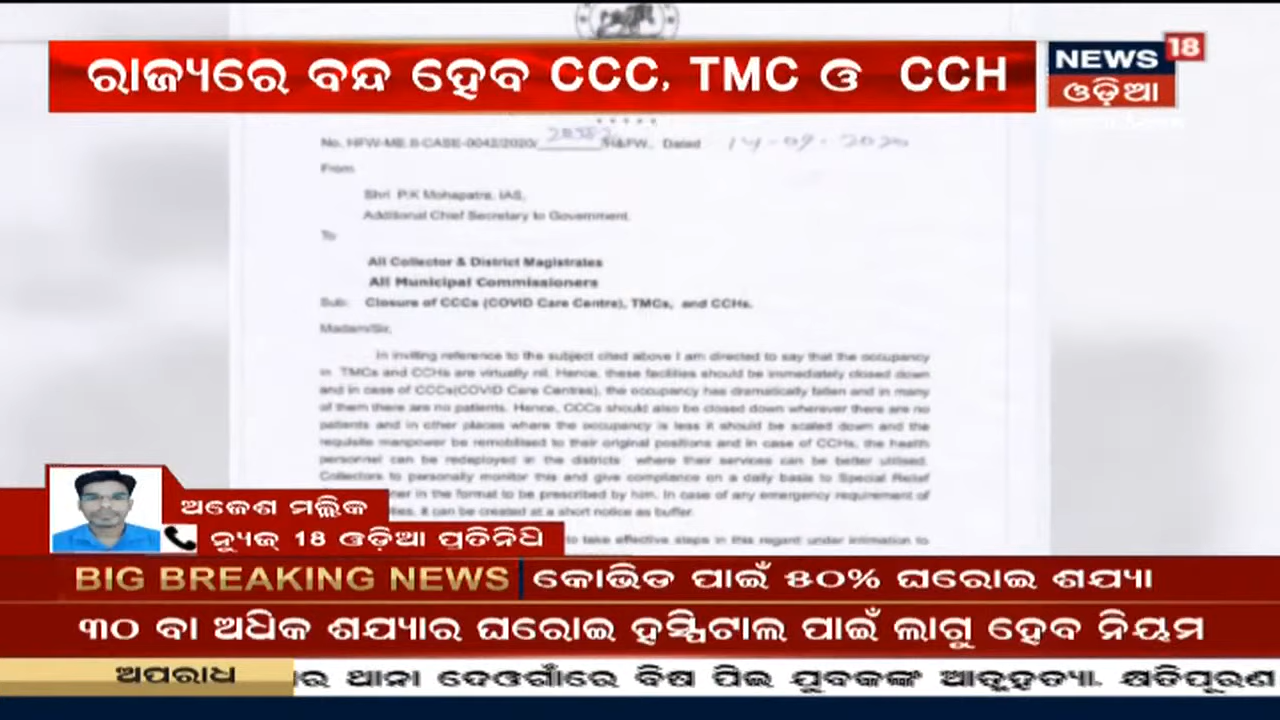 ରାଜ୍ୟରେ ବନ୍ଦ ହେବ CCC, TMC ଓ CCH
NEWS 18
ଓଡ଼ିଆ
No. HFW-ME.II-CASE-0042/2020/ H&FW., Dated 14-09-2020
From
Shri P.K Mohapatra, IAS,
Additional Chief Secretary to Government.
To
All Collector & District Magistrates
All Municipal Commissioners
Sub: Closure of CCCs (COVID Care Centre), TMCs, and CCHs.
Madam/Sir,
In inviting reference to the subject cited above I am directed to say that the occupancy
in TMCs and CCHs are virtually nil. Hence, these facilities should be immediately closed down
and in case of CCCs(COVID Care Centres), the occupancy has dramatically fallen and in many
of them there are no patients. Hence, CCCs should also be closed down wherever there are no
patients and in other places where the occupancy is less it should be scaled down and the
requisite manpower be remobilised to their original positions and in case of CCHs, the health
personnel can be redeployed in the districts where their services can be better utilised.
Collectors to personally monitor this and give compliance on a daily basis to Special Relief
ner in the format to be prescribed by him. In case of any emergency requirement of
ties, it can be created at a short notice as buffer.
to take effective steps in this regard under intimation to
ଅଜେଶ ମଲ୍ଲିକ
ନ୍ୟୁଜ୍ 18 ଓଡ଼ିଆ ପ୍ରତିନିଧି
BIG BREAKING NEWS କୋଭିଡ ପାଇଁ ୫୦% ଘରୋଇ ଶଯ୍ୟା
୩୦ ବା ଅଧିକ ଶଯ୍ୟାର ଘରୋଇ ହସ୍ପିଟାଲ ପାଇଁ ଲାଗୁ ହେବ ନିୟମ
ଅପରାଧ ର ଥାନା ଦେଓଗାଁରେ ବିଷ ପିଇ ଯୁବକଙ୍କ ଆତ୍ମହତ୍ୟା. କ୍ଷତିପୂରଣ